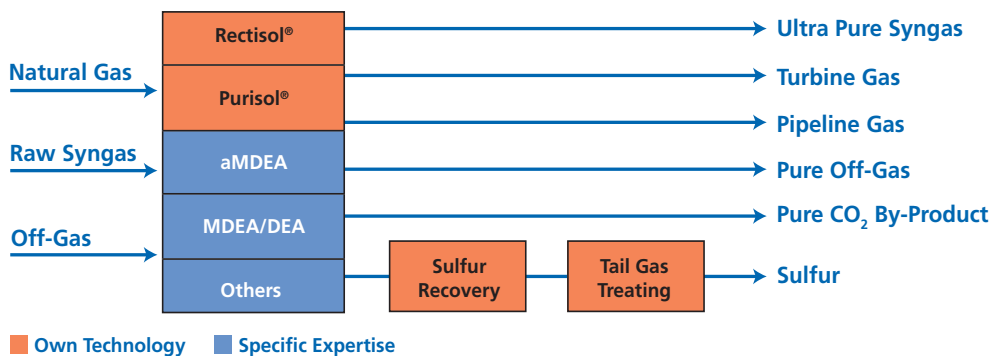 Natural Gas
Raw Syngas
Off-Gas
Rectisol®
Purisol®
aMDEA
MDEA/DEA
Others
Sulfur
Recovery
Tail Gas
Treating
Ultra Pure Syngas
Turbine Gas
Pipeline Gas
Pure Off-Gas
Pure CO₂ By-Product
Sulfur
Own Technology
Specific Expertise